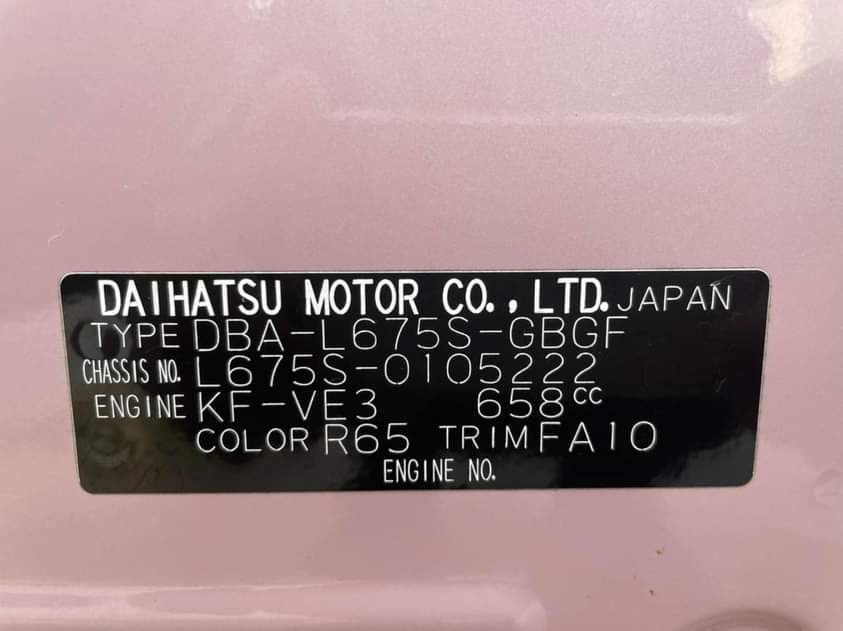 DAIHATSU MOTOR CO., LTD. JAPAN
TYPE DBA-L675S-GBGF
CHASSIS NO. L675S-0105222
ENGINE KF-VE3 658cc
COLOR R65 TRIM FA10
ENGINE NO.